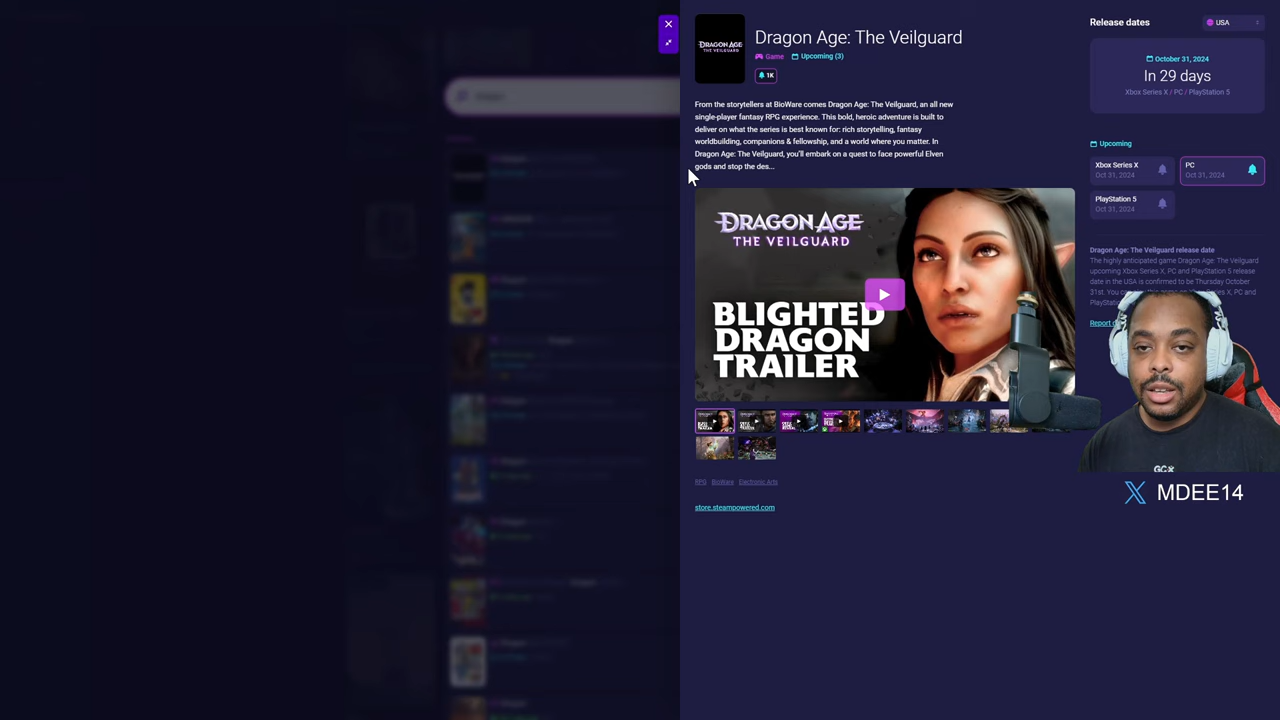 Dragon Age: The Veilguard
Game
Upcoming (3)
1K
DRAGON AGE
THE VEILGUARD
From the storytellers at BioWare comes Dragon Age: The Veilguard, an all new
single-player fantasy RPG experience. This bold, heroic adventure is built to
deliver on what the series is best known for: rich storytelling, fantasy
worldbuilding, companions & fellowship, and a world where you matter. In
Dragon Age: The Veilguard, you'll embark on a quest to face powerful Elven
gods and stop the des...
DRAGON AGE
THE VEILGUARD
BLIGHTED
DRAGON
TRAILER
RPG BioWare Electronic Arts
store.steampowered.com
Release dates
USA
October 31, 2024
In 29 days
Xbox Series X / PC / PlayStation 5
Upcoming
Xbox Series X
Oct 31, 2024
PC
Oct 31, 2024
PlayStation 5
Oct 31, 2024
Dragon Age: The Veilguard release date
The highly anticipated game Dragon Age: The Veilguard
upcoming Xbox Series X, PC and PlayStation 5 release
date in the USA is confirmed to be Thursday October
31st. You X, PC and
Report
GCX
MDEE14